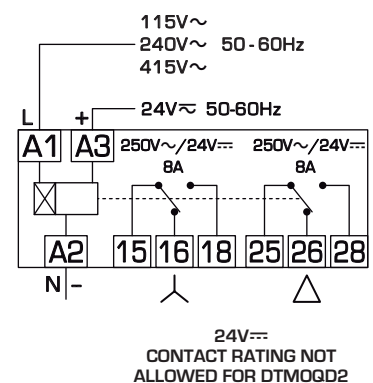 115V~
240V~ 50-60Hz
415V~
L + 24V⎓~ 50-60Hz
A1 A3 250V~/24V⎓ 250V~/24V⎓
8A 8A
A2 15 16 18 25 26 28
N - 人 △
24V⎓
CONTACT RATING NOT
ALLOWED FOR DTMOQD2